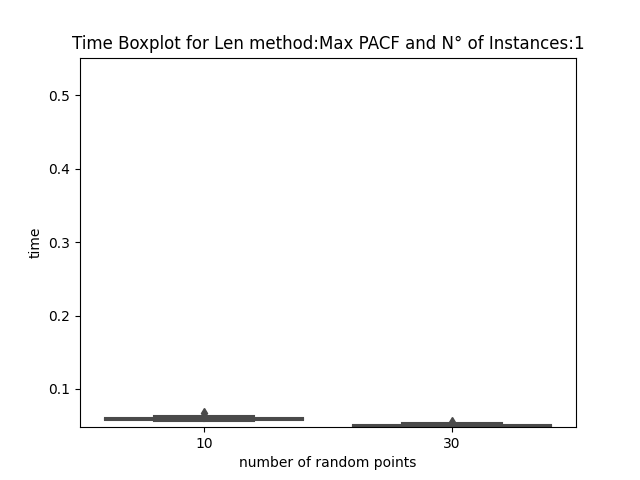 Time Boxplot for Len method:Max PACF and N° of Instances:1
0.5
0.4
0.3
0.2
0.1
time
10
30
number of random points